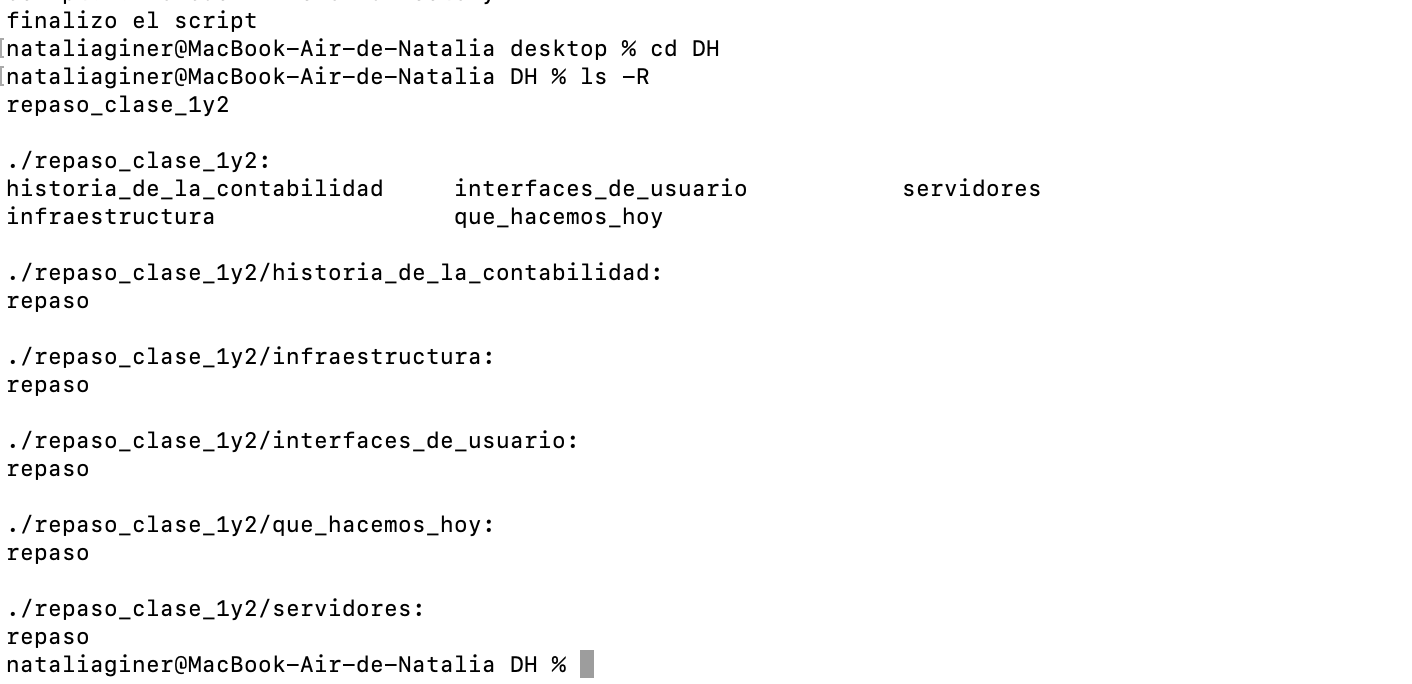 finalizo el script
[nataliaginer@MacBook-Air-de-Natalia desktop % cd DH
[nataliaginer@MacBook-Air-de-Natalia DH % ls -R
repaso_clase_1y2
./repaso_clase_1y2:
historia_de_la_contabilidad interfaces_de_usuario servidores
infraestructura que_hacemos_hoy
./repaso_clase_1y2/historia_de_la_contabilidad:
repaso
./repaso_clase_1y2/infraestructura:
repaso
./repaso_clase_1y2/interfaces_de_usuario:
repaso
./repaso_clase_1y2/que_hacemos_hoy:
repaso
./repaso_clase_1y2/servidores:
repaso
nataliaginer@MacBook-Air-de-Natalia DH %